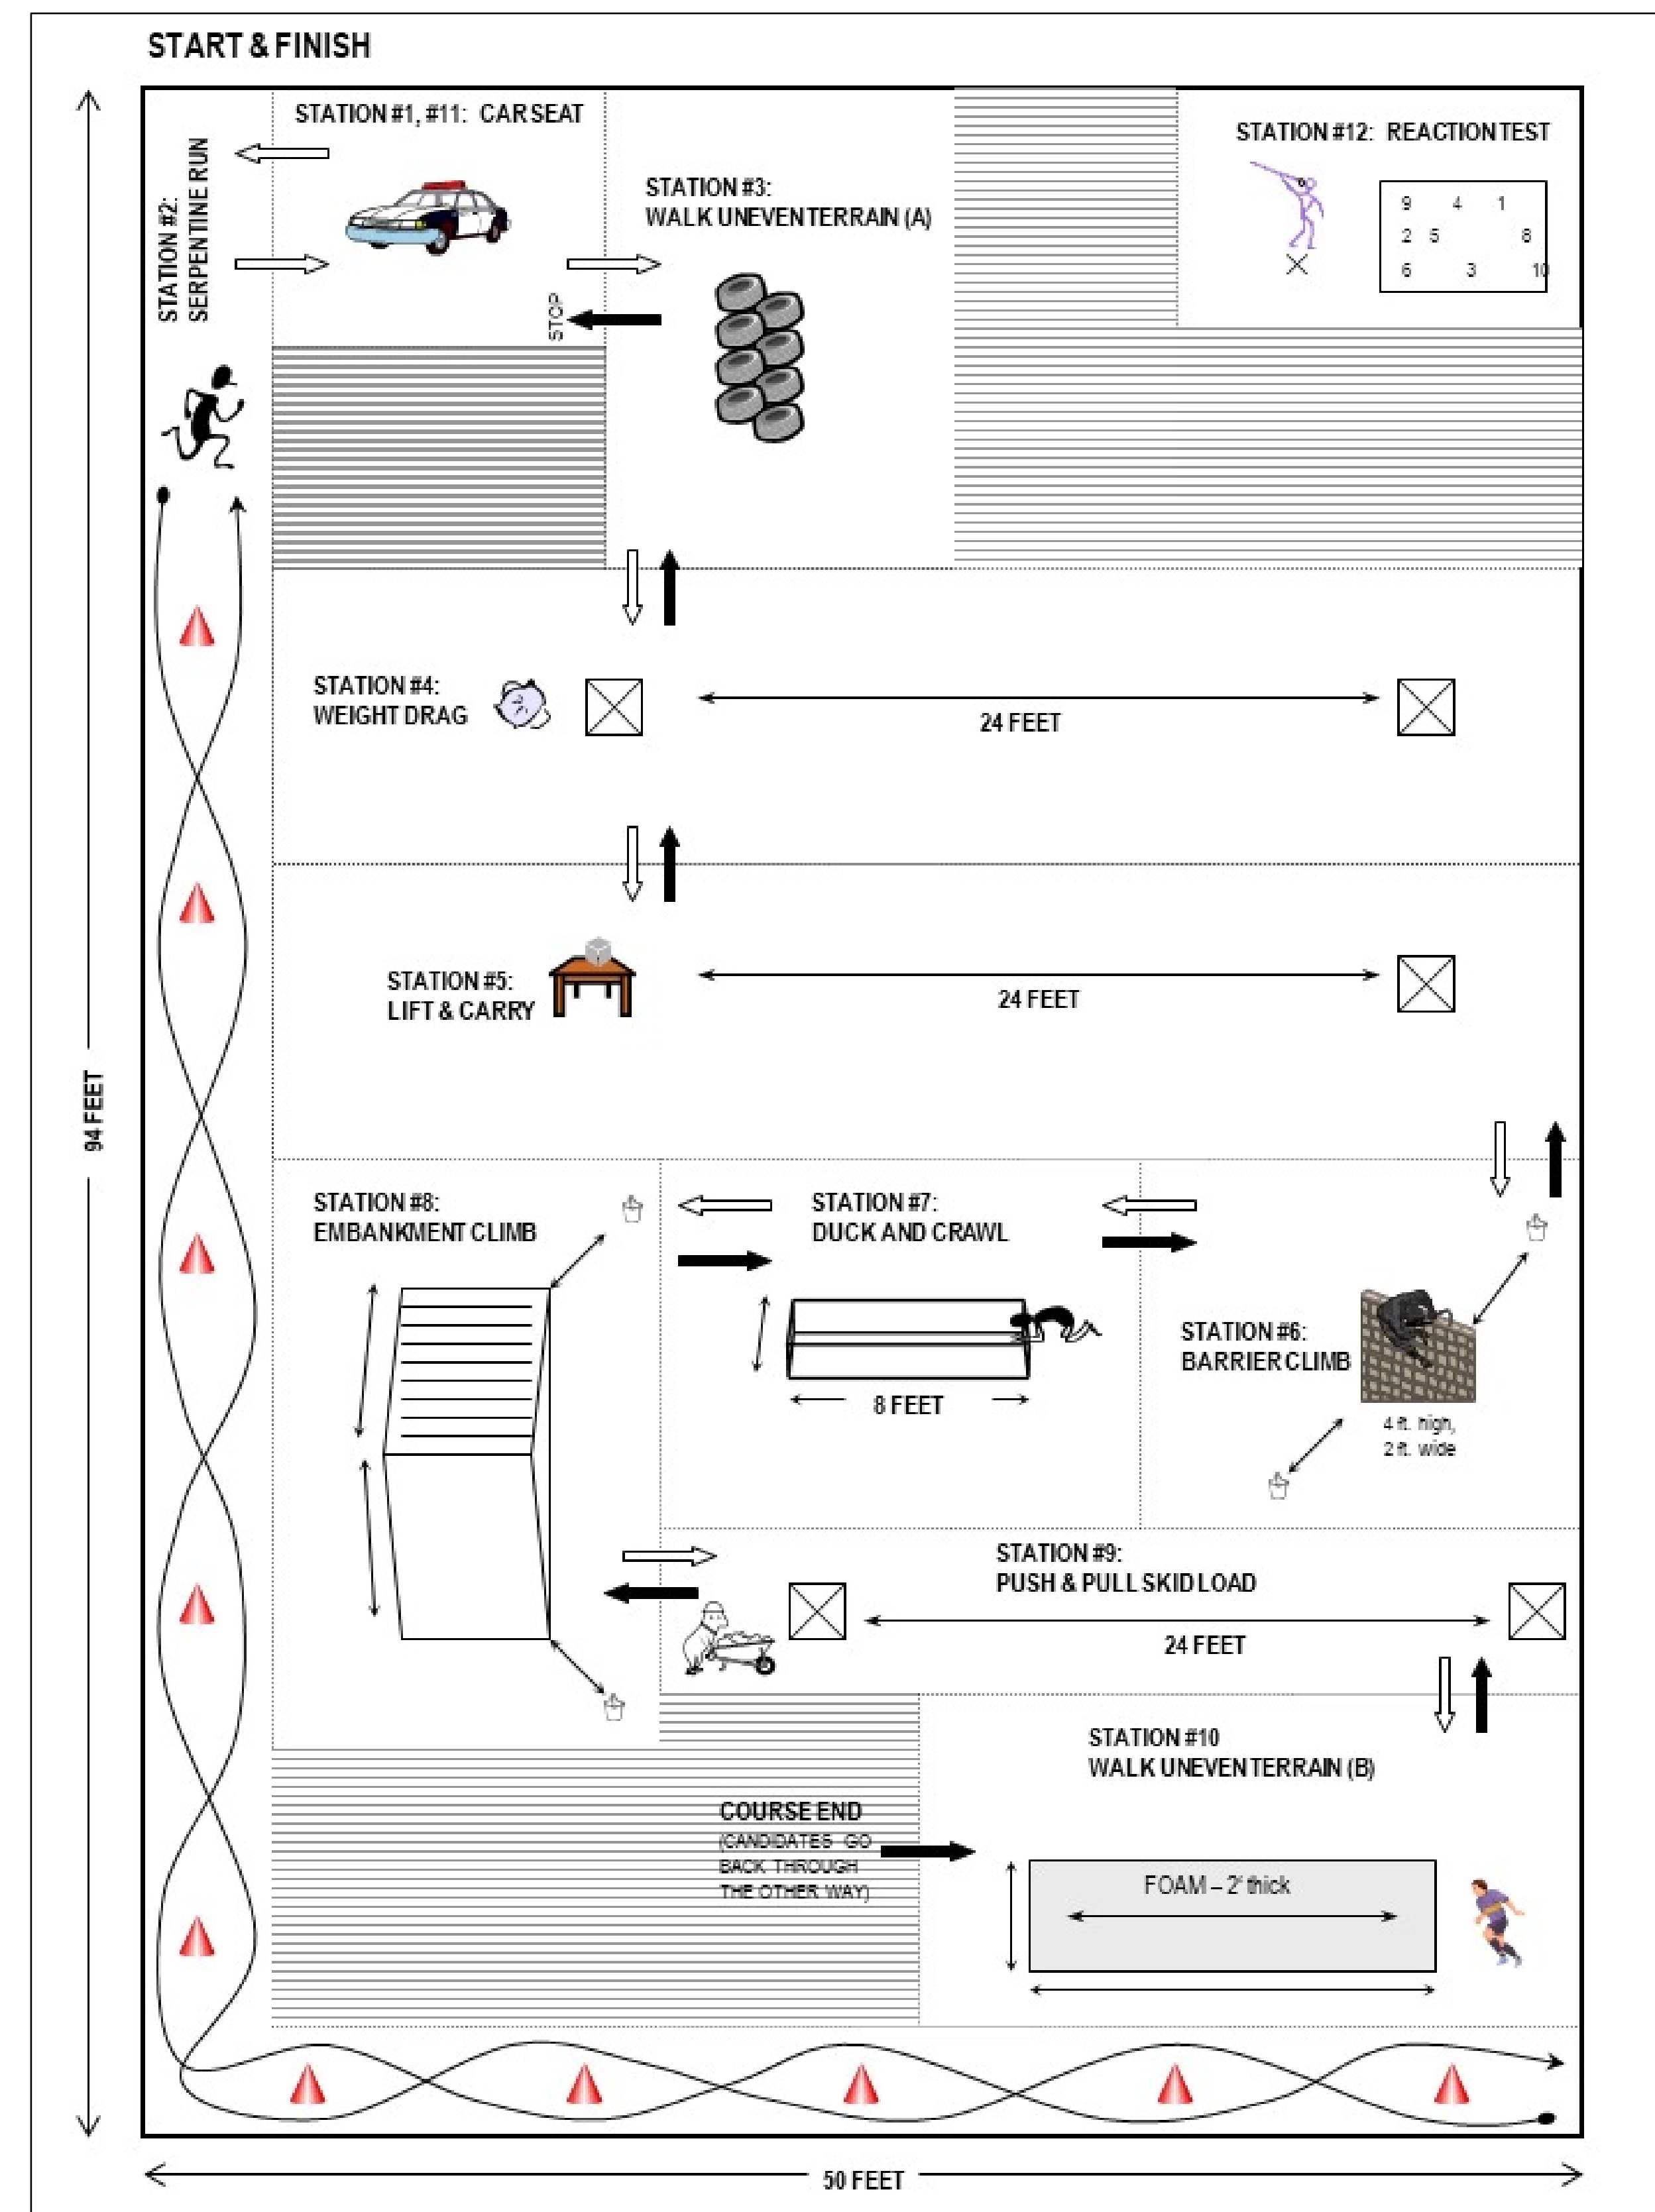 START & FINISH
STATION #1, #11: CAR SEAT
STATION #2:
SERPENTINE RUN
STATION #3:
WALK UNEVEN TERRAIN (A)
STOP
STATION #12: REACTION TEST
9 4 1
2 5 8
6 3 10
STATION #4:
WEIGHT DRAG
24 FEET
STATION #5:
LIFT & CARRY
24 FEET
94 FEET
STATION #8:
EMBANKMENT CLIMB
STATION #7:
DUCK AND CRAWL
8 FEET
STATION #6:
BARRIER CLIMB
4 ft. high,
2 ft. wide
STATION #9:
PUSH & PULL SKID LOAD
24 FEET
STATION #10
WALK UNEVEN TERRAIN (B)
COURSE END
(CANDIDATES GO
BACK THROUGH
THE OTHER WAY)
FOAM – 2' thick
50 FEET